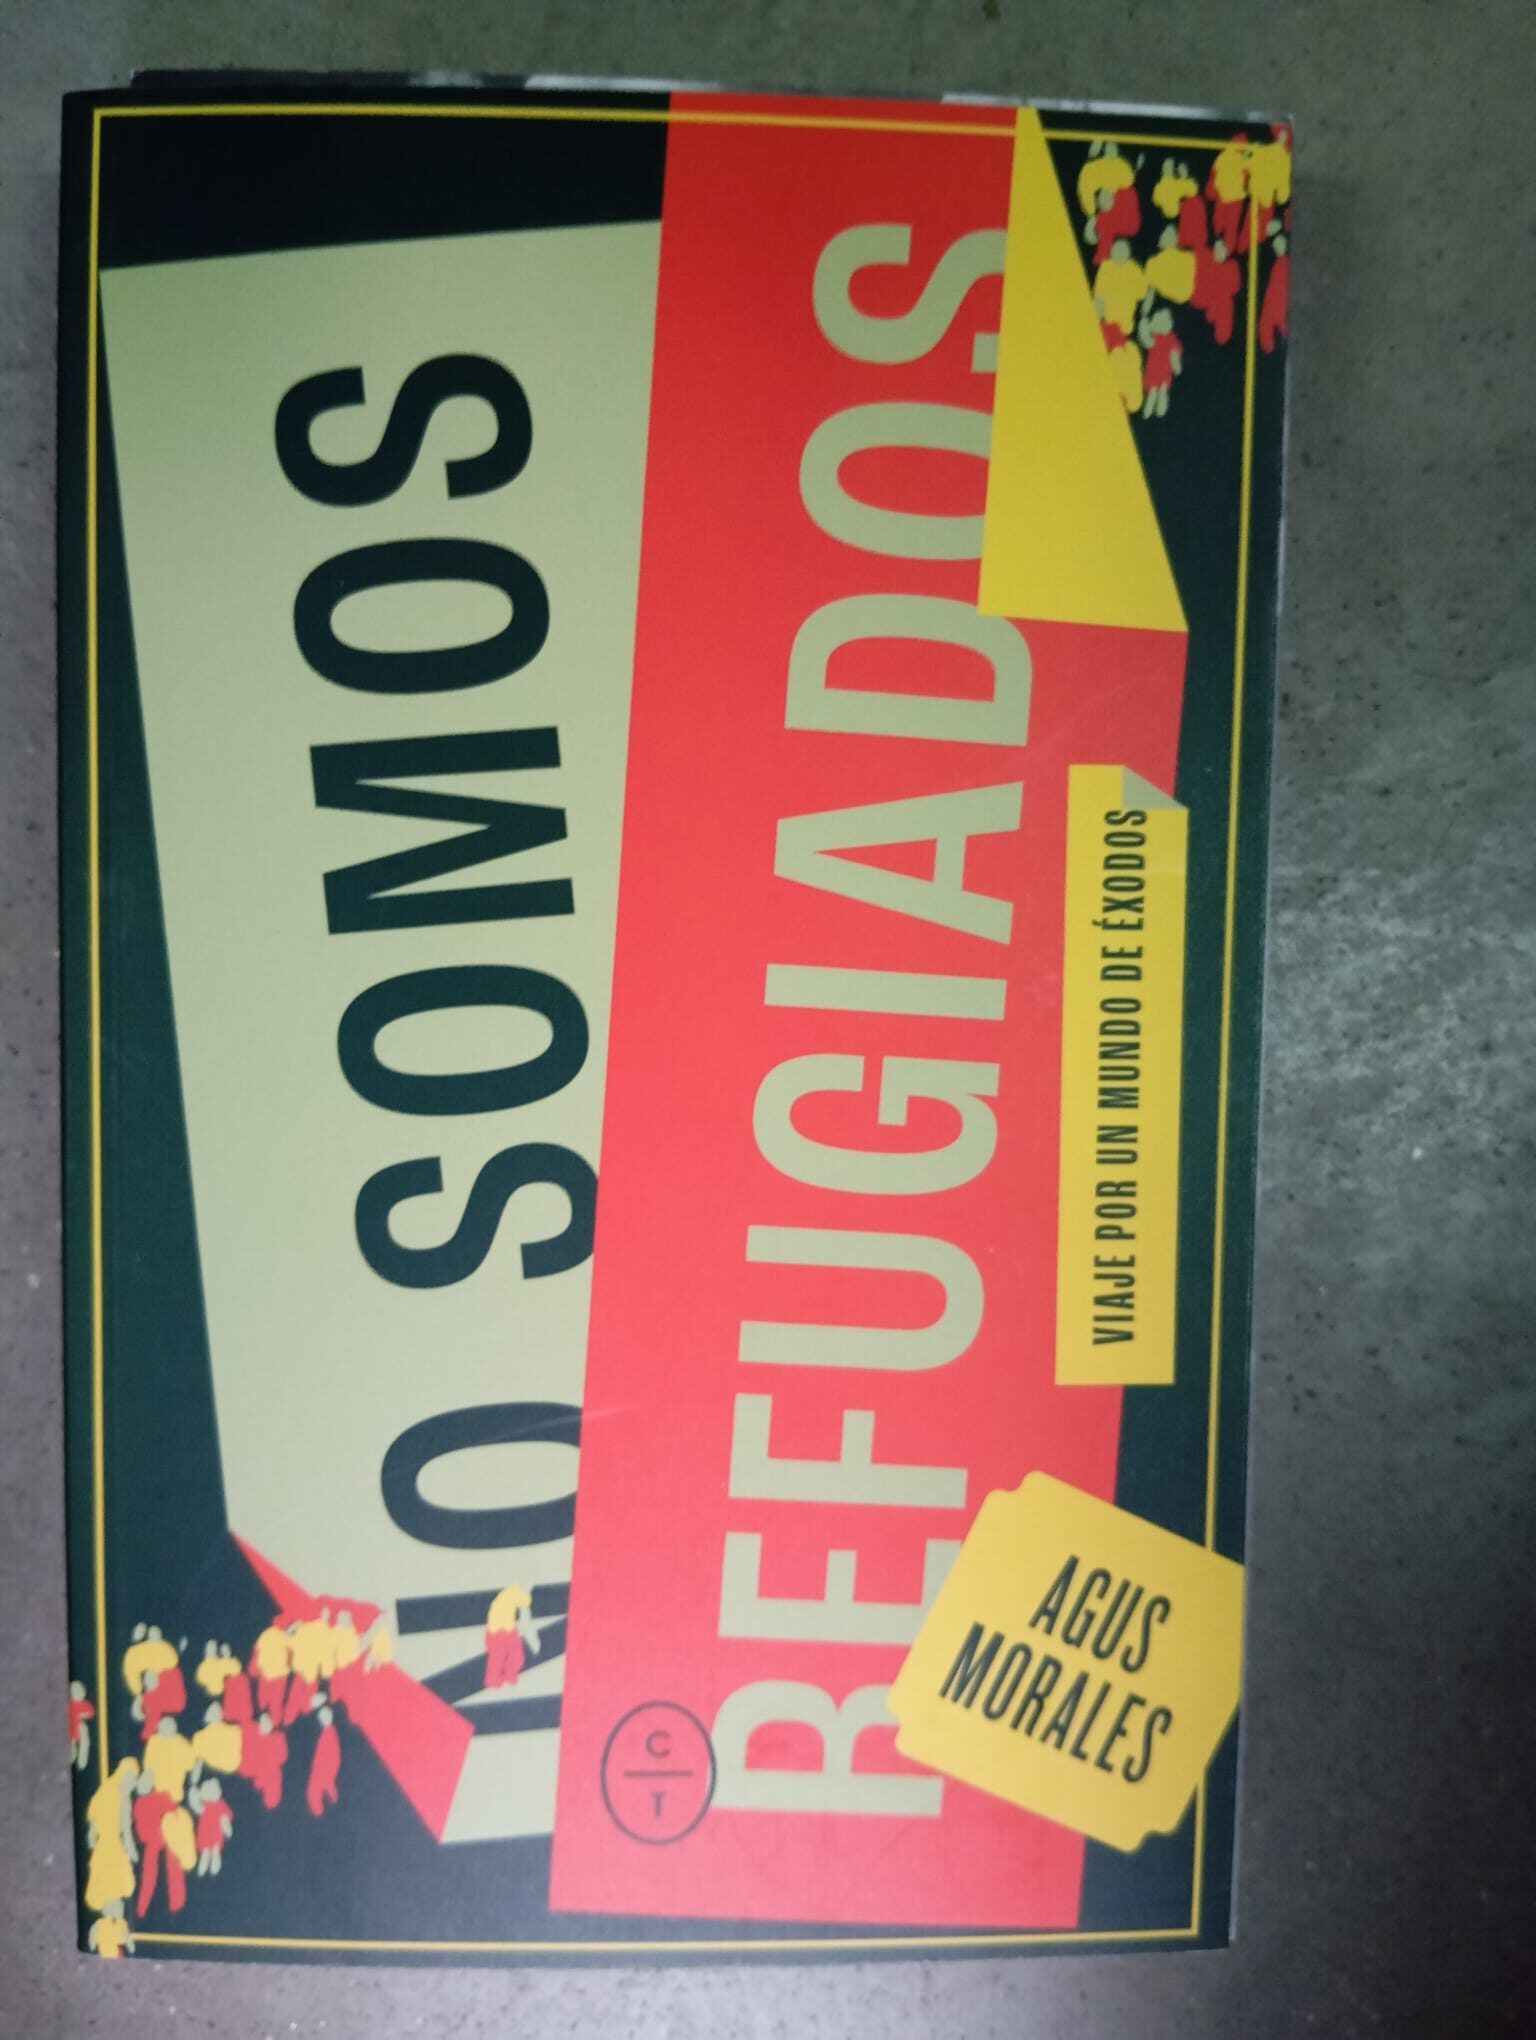 NO SOMOS
REFUGIADOS
VIAJE POR UN MUNDO DE ÉXODOS
AGUS
MORALES
C
T